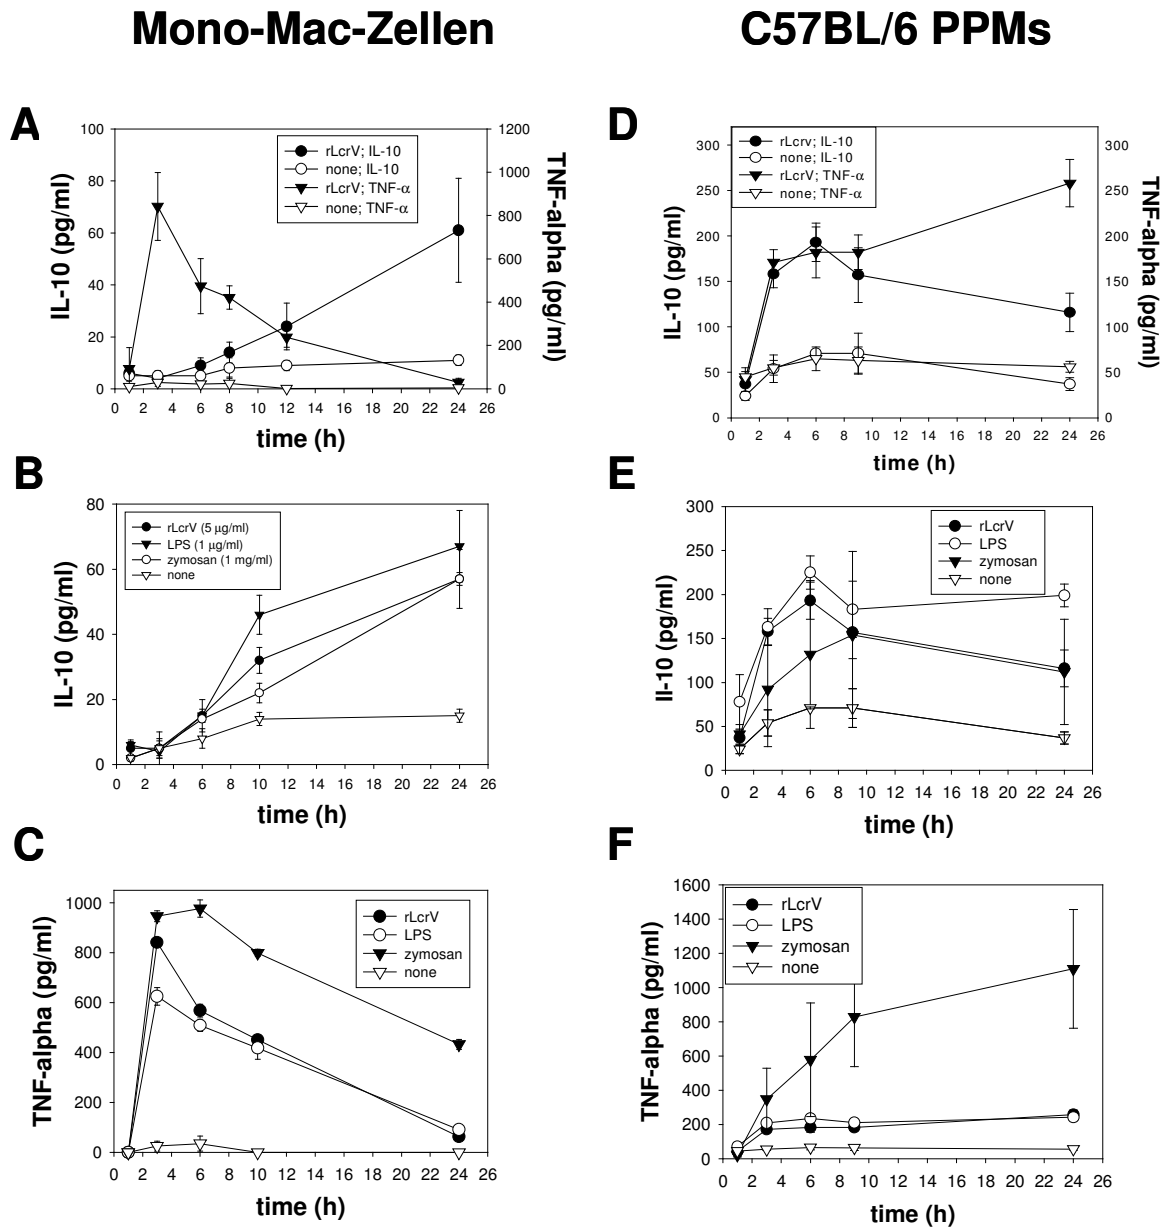 Mono-Mac-Zellen
C57BL/6 PPMs
A
100
80
60
40
20
0
IL-10 (pg/ml)
1200
1000
800
600
400
200
0
TNF-alpha (pg/ml)
rLcrV; IL-10
none; IL-10
rLcrV; TNF-α
none; TNF-α
0 2 4 6 8 10 12 14 16 18 20 22 24 26
time (h)
D
300
250
200
150
100
50
0
IL-10 (pg/ml)
300
250
200
150
100
50
0
TNF-alpha (pg/ml)
rLcrv; IL-10
none; IL-10
rLcrV; TNF-α
none; TNF-α
0 2 4 6 8 10 12 14 16 18 20 22 24 26
time (h)
B
80
60
40
20
0
IL-10 (pg/ml)
rLcrV (5 µg/ml)
LPS (1 µg/ml)
zymosan (1 mg/ml)
none
0 2 4 6 8 10 12 14 16 18 20 22 24 26
time (h)
E
300
250
200
150
100
50
0
Il-10 (pg/ml)
rLcrV
LPS
zymosan
none
0 2 4 6 8 10 12 14 16 18 20 22 24 26
time (h)
C
1000
800
600
400
200
0
TNF-alpha (pg/ml)
rLcrV
LPS
zymosan
none
0 2 4 6 8 10 12 14 16 18 20 22 24 26
time (h)
F
1600
1400
1200
1000
800
600
400
200
0
TNF-alpha (pg/ml)
rLcrV
LPS
zymosan
none
0 2 4 6 8 10 12 14 16 18 20 22 24 26
time (h)